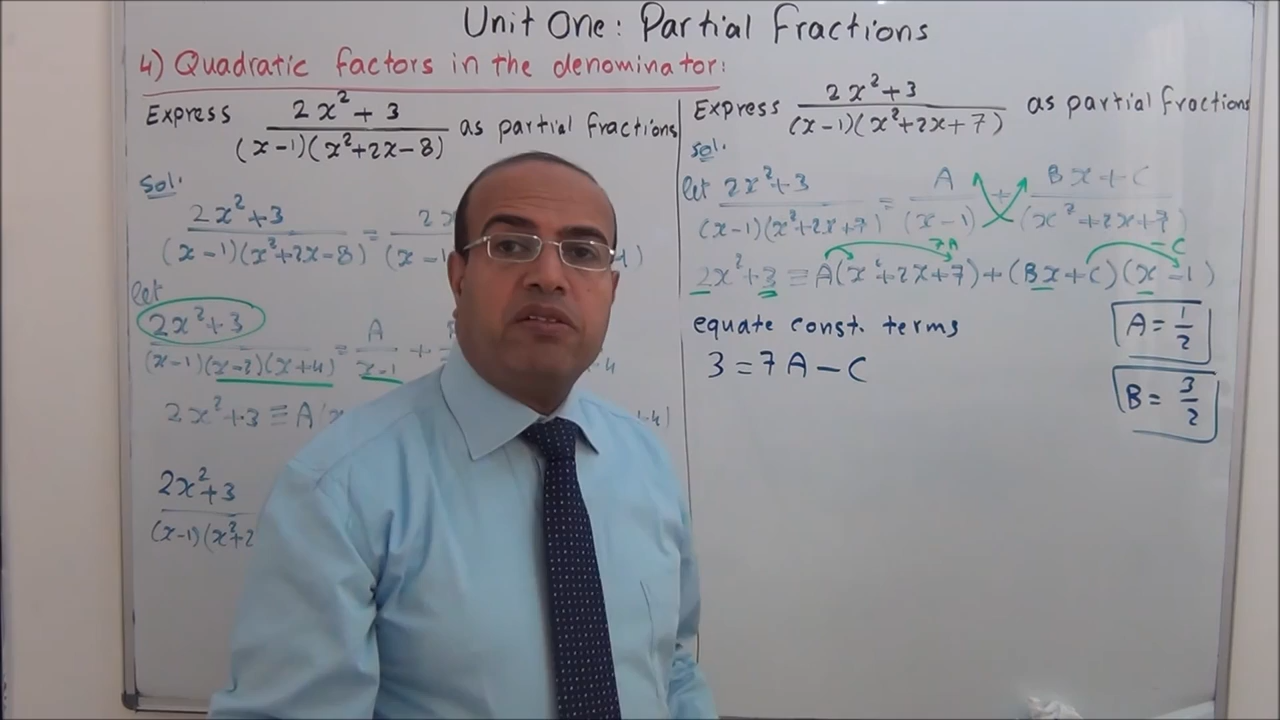 Unit One: Partial Fractions
4) Quadratic factors in the denominator:
Express (2x² + 3)/((x-1)(x²+2x-8)) as partial fractions
Sol.
(2x²+3)/((x-1)(x²+2x-8)) = 2x
(x-1
let
(2x²+3)/((x-1)(x-2)(x+4)) = A/(x-1) +
2x²+3 ≡ A(x
(2x²+3)/((x-1)(x²+2
Express (2x²+3)/((x-1)(x²+2x+7)) as partial fractions
sol.
let (2x²+3)/((x-1)(x²+2x+7)) = A/(x-1) + (Bx+C)/(x²+2x+7)
7A -C
2x²+3 ≡ A(x²+2x+7)+(Bx+C)(x-1)
equate const. terms
3 = 7A - C
A = 1/2
B = 3/2